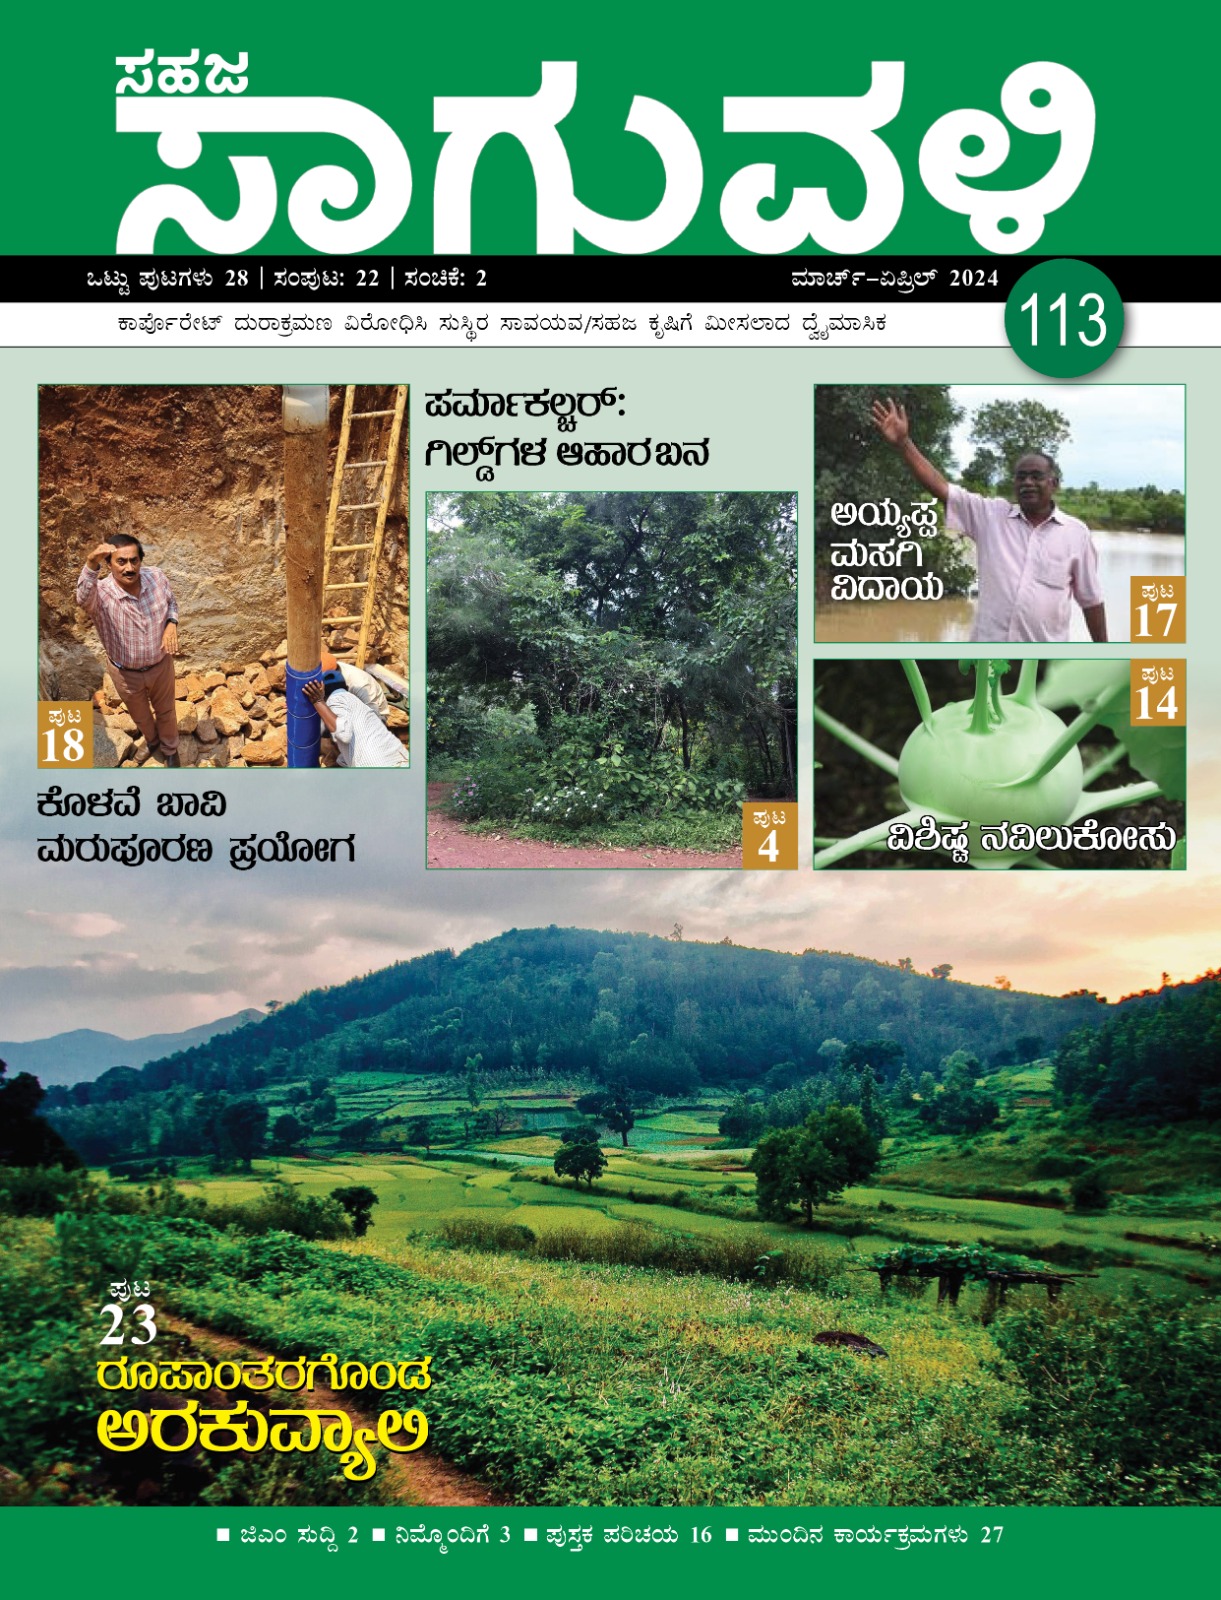 ಸಹಜ
ಸಾಗುವಳಿ
ಒಟ್ಟು ಪುಟಗಳು 28 | ಸಂಪುಟ: 22 | ಸಂಚಿಕೆ: 2
ಮಾರ್ಚ್-ಏಪ್ರಿಲ್ 2024
113
ಕಾರ್ಪೊರೇಟ್ ದುರಾಕ್ರಮಣ ವಿರೋಧಿಸಿ ಸುಸ್ಥಿರ ಸಾವಯವ/ಸಹಜ ಕೃಷಿಗೆ ಮೀಸಲಾದ ದ್ವೈಮಾಸಿಕ
ಪುಟ
18
ಕೊಳವೆ ಬಾವಿ
ಮರುಪೂರಣ ಪ್ರಯೋಗ
ಪರ್ಮಾಕಲ್ಚರ್:
ಗಿಲ್ಡ್‌ಗಳ ಆಹಾರಬನ
ಪುಟ
4
ಅಯ್ಯಪ್ಪ
ಮಸಗಿ
ವಿದಾಯ
ಪುಟ
17
ಪುಟ
14
ವಿಶಿಷ್ಟ ನವಿಲುಕೋಸು
ಪುಟ
23
ರೂಪಾಂತರಗೊಂಡ
ಅರಕುವ್ಯಾಲಿ
■ ಜಿಎಂ ಸುದ್ದಿ 2 ■ ನಿಮ್ಮೊಂದಿಗೆ 3 ■ ಪುಸ್ತಕ ಪರಿಚಯ 16 ■ ಮುಂದಿನ ಕಾರ್ಯಕ್ರಮಗಳು 27